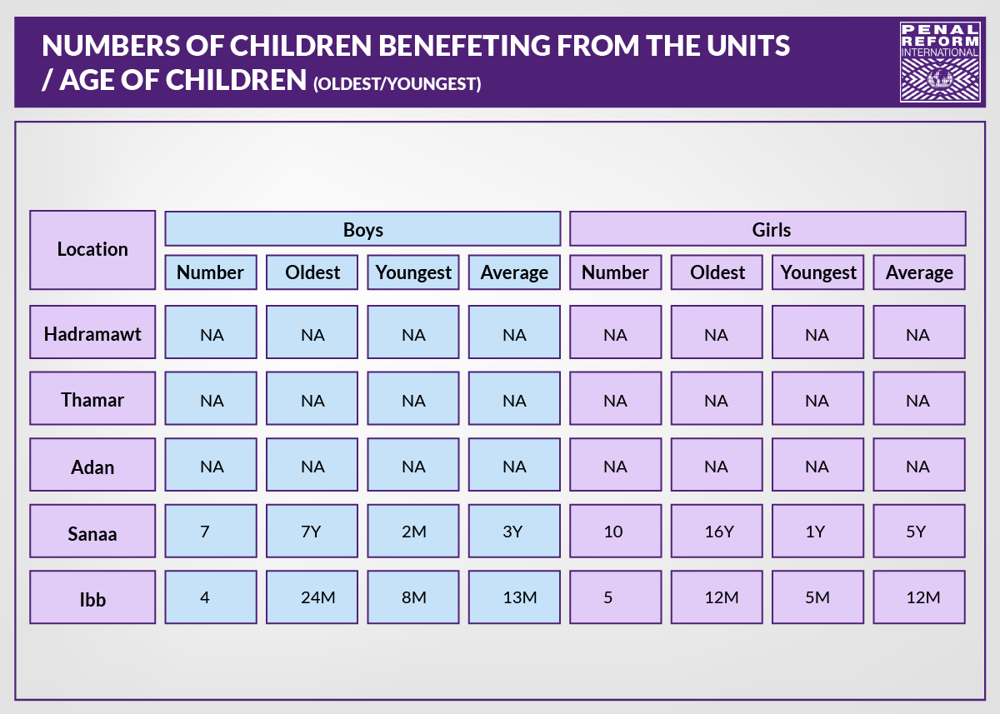 NUMBERS OF CHILDREN BENEFETING FROM THE UNITS
/ AGE OF CHILDREN (OLDEST/YOUNGEST)
PENAL
REFORM
INTERNATIONAL
Location
Boys
Girls
Number Oldest Youngest Average Number Oldest Youngest Average
Hadramawt NA NA NA NA NA NA NA NA
Thamar NA NA NA NA NA NA NA NA
Adan NA NA NA NA NA NA NA NA
Sanaa 7 7Y 2M 3Y 10 16Y 1Y 5Y
Ibb 4 24M 8M 13M 5 12M 5M 12M